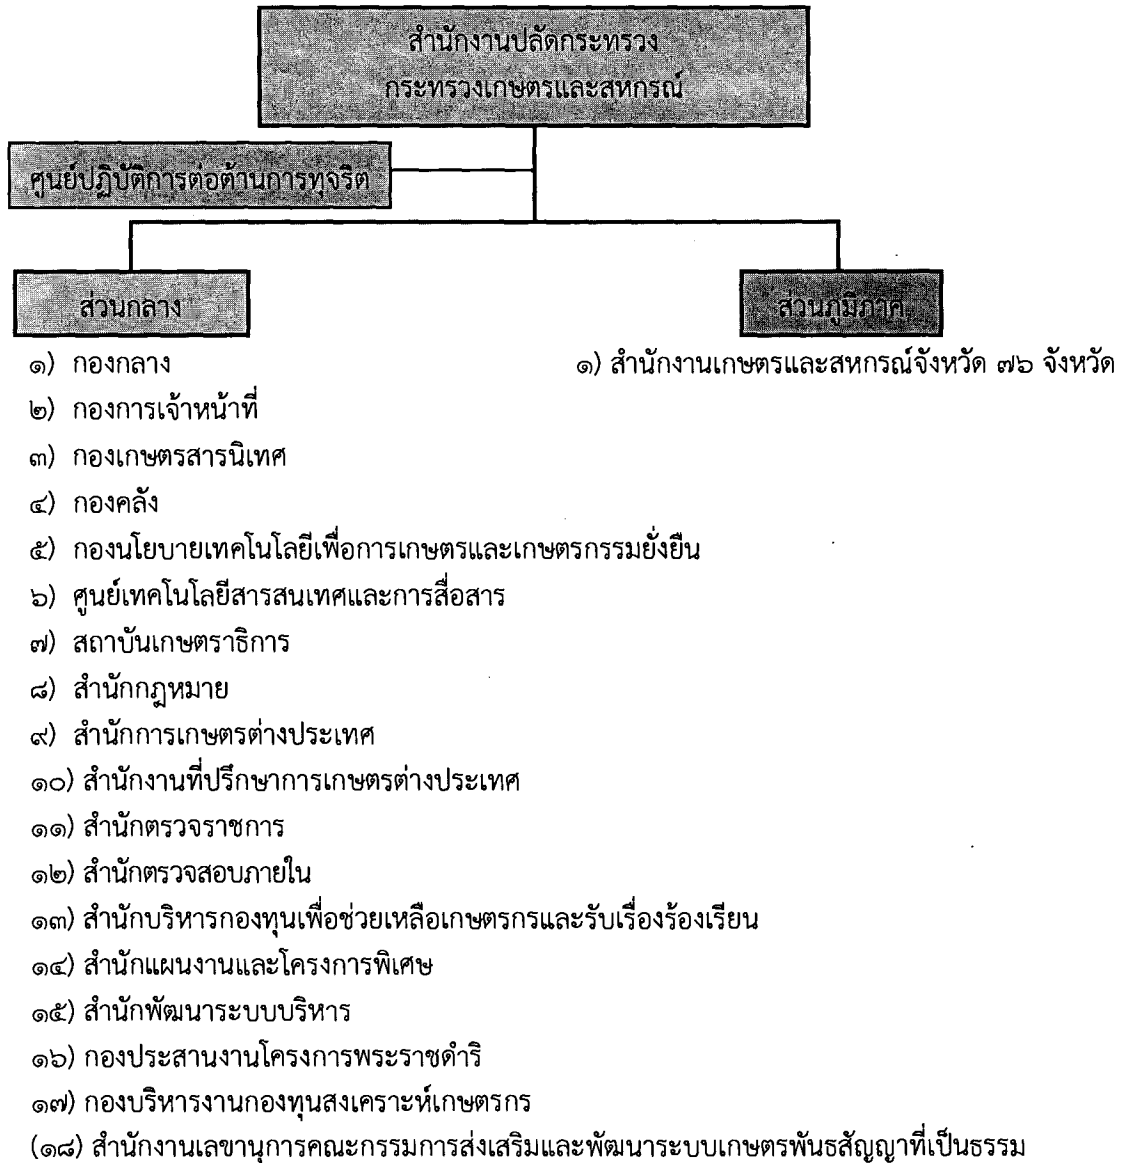 สำนักงานปลัดกระทรวง
กระทรวงเกษตรและสหกรณ์
ศูนย์ปฏิบัติการต่อต้านการทุจริต
ส่วนกลาง
๑) กองกลาง
๒) กองการเจ้าหน้าที่
๓) กองเกษตรสารนิเทศ
๔) กองคลัง
๕) กองนโยบายเทคโนโลยีเพื่อการเกษตรและเกษตรกรรมยั่งยืน
๖) ศูนย์เทคโนโลยีสารสนเทศและการสื่อสาร
๗) สถาบันเกษตราธิการ
๘) สำนักกฎหมาย
๙) สำนักการเกษตรต่างประเทศ
๑๐) สำนักงานที่ปรึกษาการเกษตรต่างประเทศ
๑๑) สำนักตรวจราชการ
๑๒) สำนักตรวจสอบภายใน
๑๓) สำนักบริหารกองทุนเพื่อช่วยเหลือเกษตรกรและรับเรื่องร้องเรียน
๑๔) สำนักแผนงานและโครงการพิเศษ
๑๕) สำนักพัฒนาระบบบริหาร
๑๖) กองประสานงานโครงการพระราชดำริ
๑๗) กองบริหารงานกองทุนสงเคราะห์เกษตรกร
(๑๘) สำนักงานเลขานุการคณะกรรมการส่งเสริมและพัฒนาระบบเกษตรพันธสัญญาที่เป็นธรรม
ส่วนภูมิภาค
๑) สำนักงานเกษตรและสหกรณ์จังหวัด ๗๖ จังหวัด